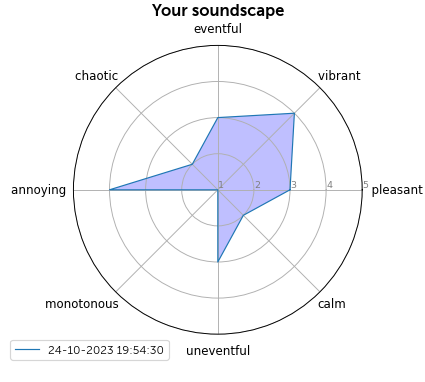 Your soundscape
eventful
chaotic
vibrant
annoying
1
2
3
4
5
pleasant
monotonous
calm
24-10-2023 19:54:30
uneventful